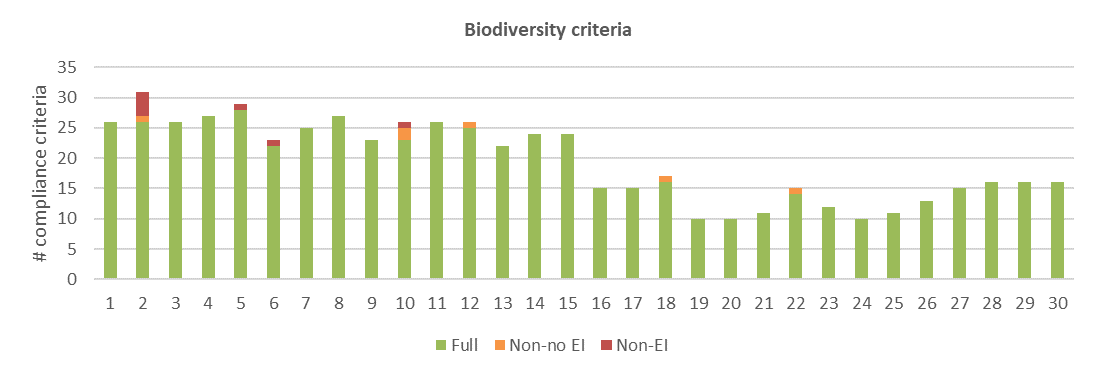 Biodiversity criteria
# compliance criteria
35
30
25
20
15
10
5
0
1 2 3 4 5 6 7 8 9 10 11 12 13 14 15 16 17 18 19 20 21 22 23 24 25 26 27 28 29 30
Full Non-no EI Non-EI